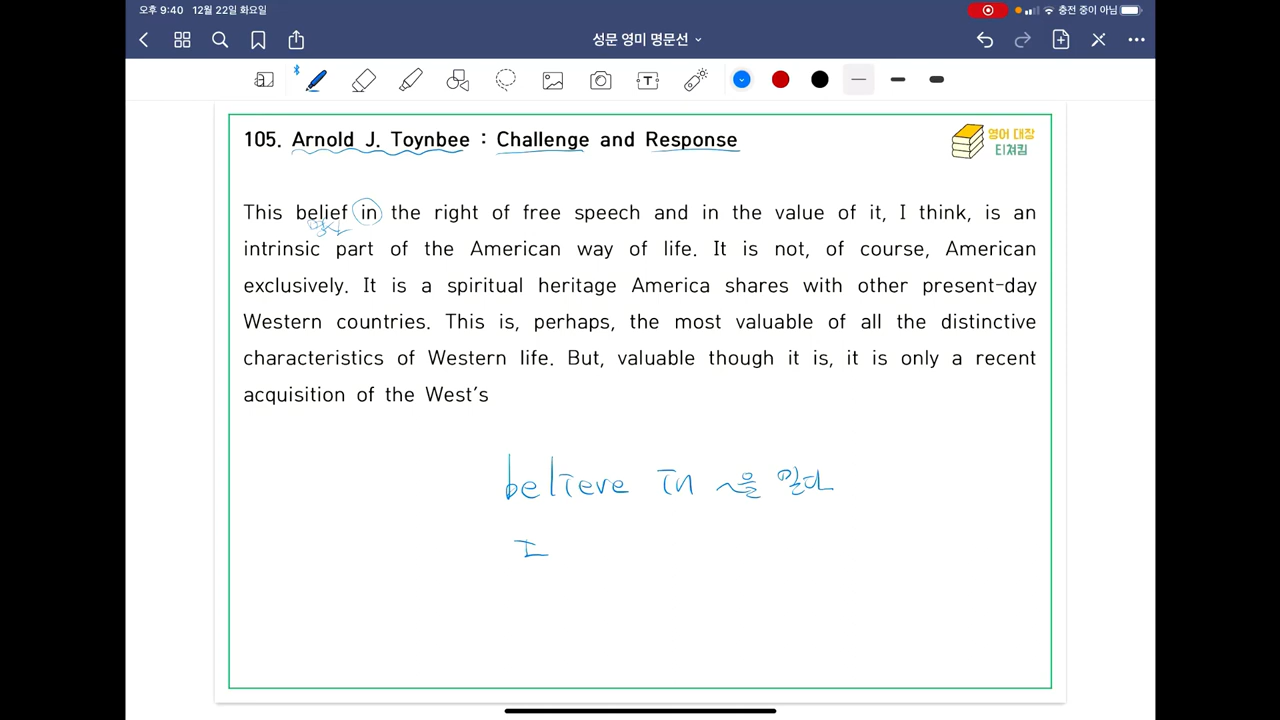 오후 9:40 12월 22일 화요일
충전 중이 아님
성문 영미 명문선
105. Arnold J. Toynbee : Challenge and Response
영어 대장
티쳐킴
This belief in the right of free speech and in the value of it, I think, is an
명사
intrinsic part of the American way of life. It is not, of course, American
exclusively. It is a spiritual heritage America shares with other present-day
Western countries. This is, perhaps, the most valuable of all the distinctive
characteristics of Western life. But, valuable though it is, it is only a recent
acquisition of the West's
believe in ~을 믿다
I